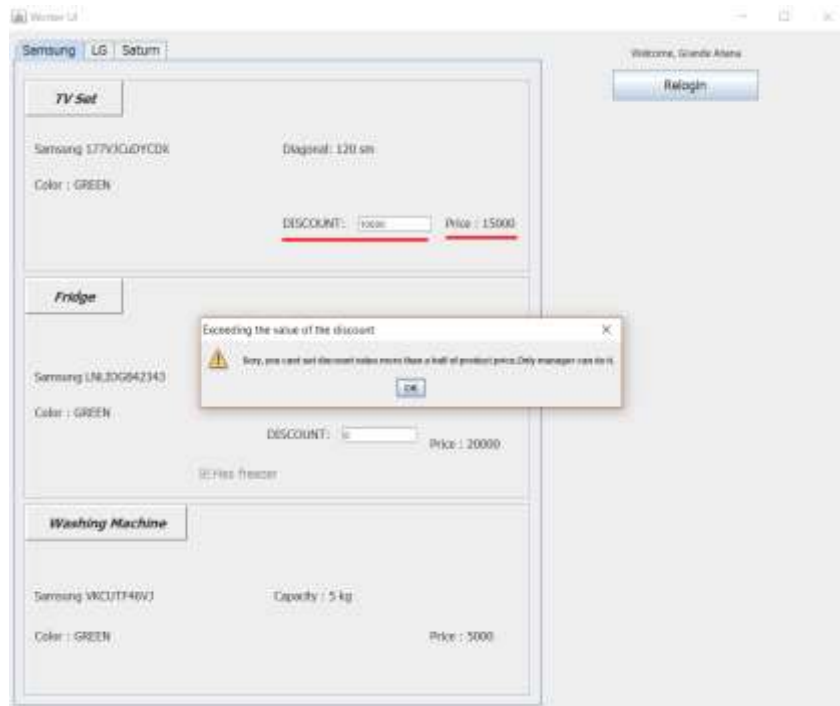 Worker UI
Samsung LG Saturn
Welcome, Grande Ariana
Relogin
TV Set
Samsung Diagonal: 120 sm
Color : GREEN
DISCOUNT: 10000 Price : 15000
Fridge
Exceeding the value of the discount
Sorry, you cant set discount value more than a half of product price.Only manager can do it.
OK
Samsung
Color : GREEN
DISCOUNT: 0 Price : 20000
Has freezer
Washing Machine
Samsung Capacity : 5 kg
Color : GREEN Price : 5000